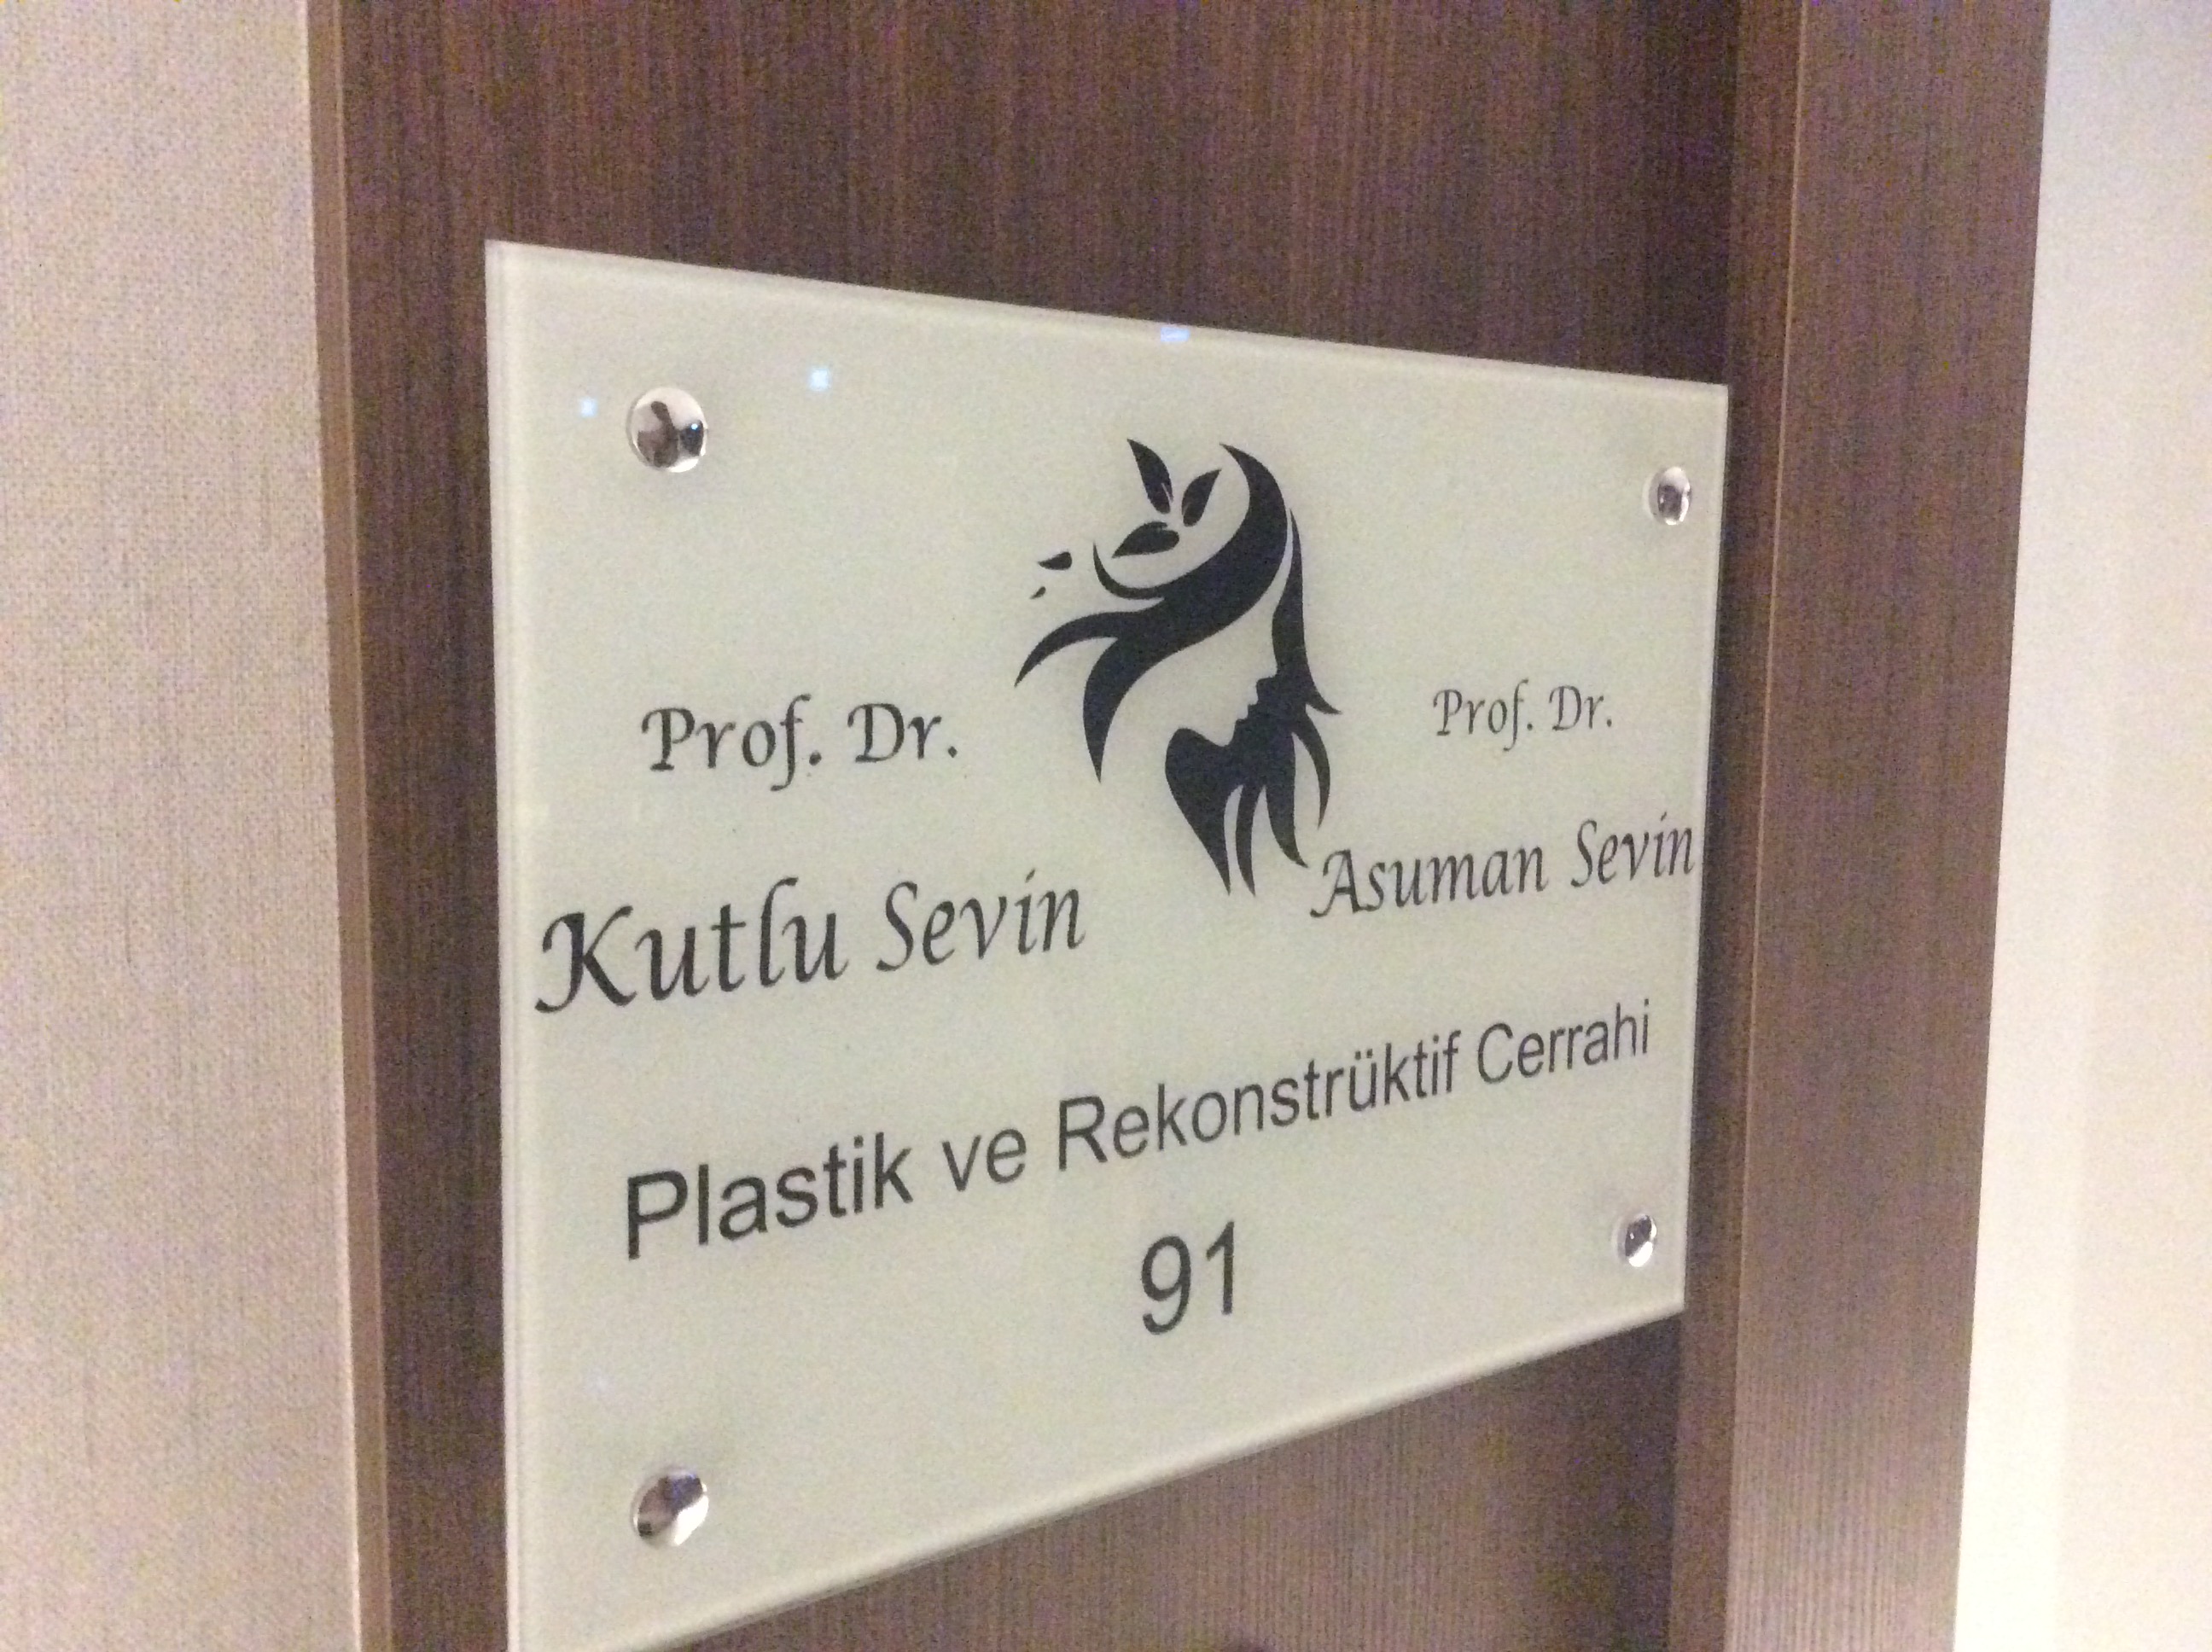 Prof. Dr.
Kutlu Sevin
Prof. Dr.
Asuman Sevin
Plastik ve Rekonstrüktif Cerrahi
91